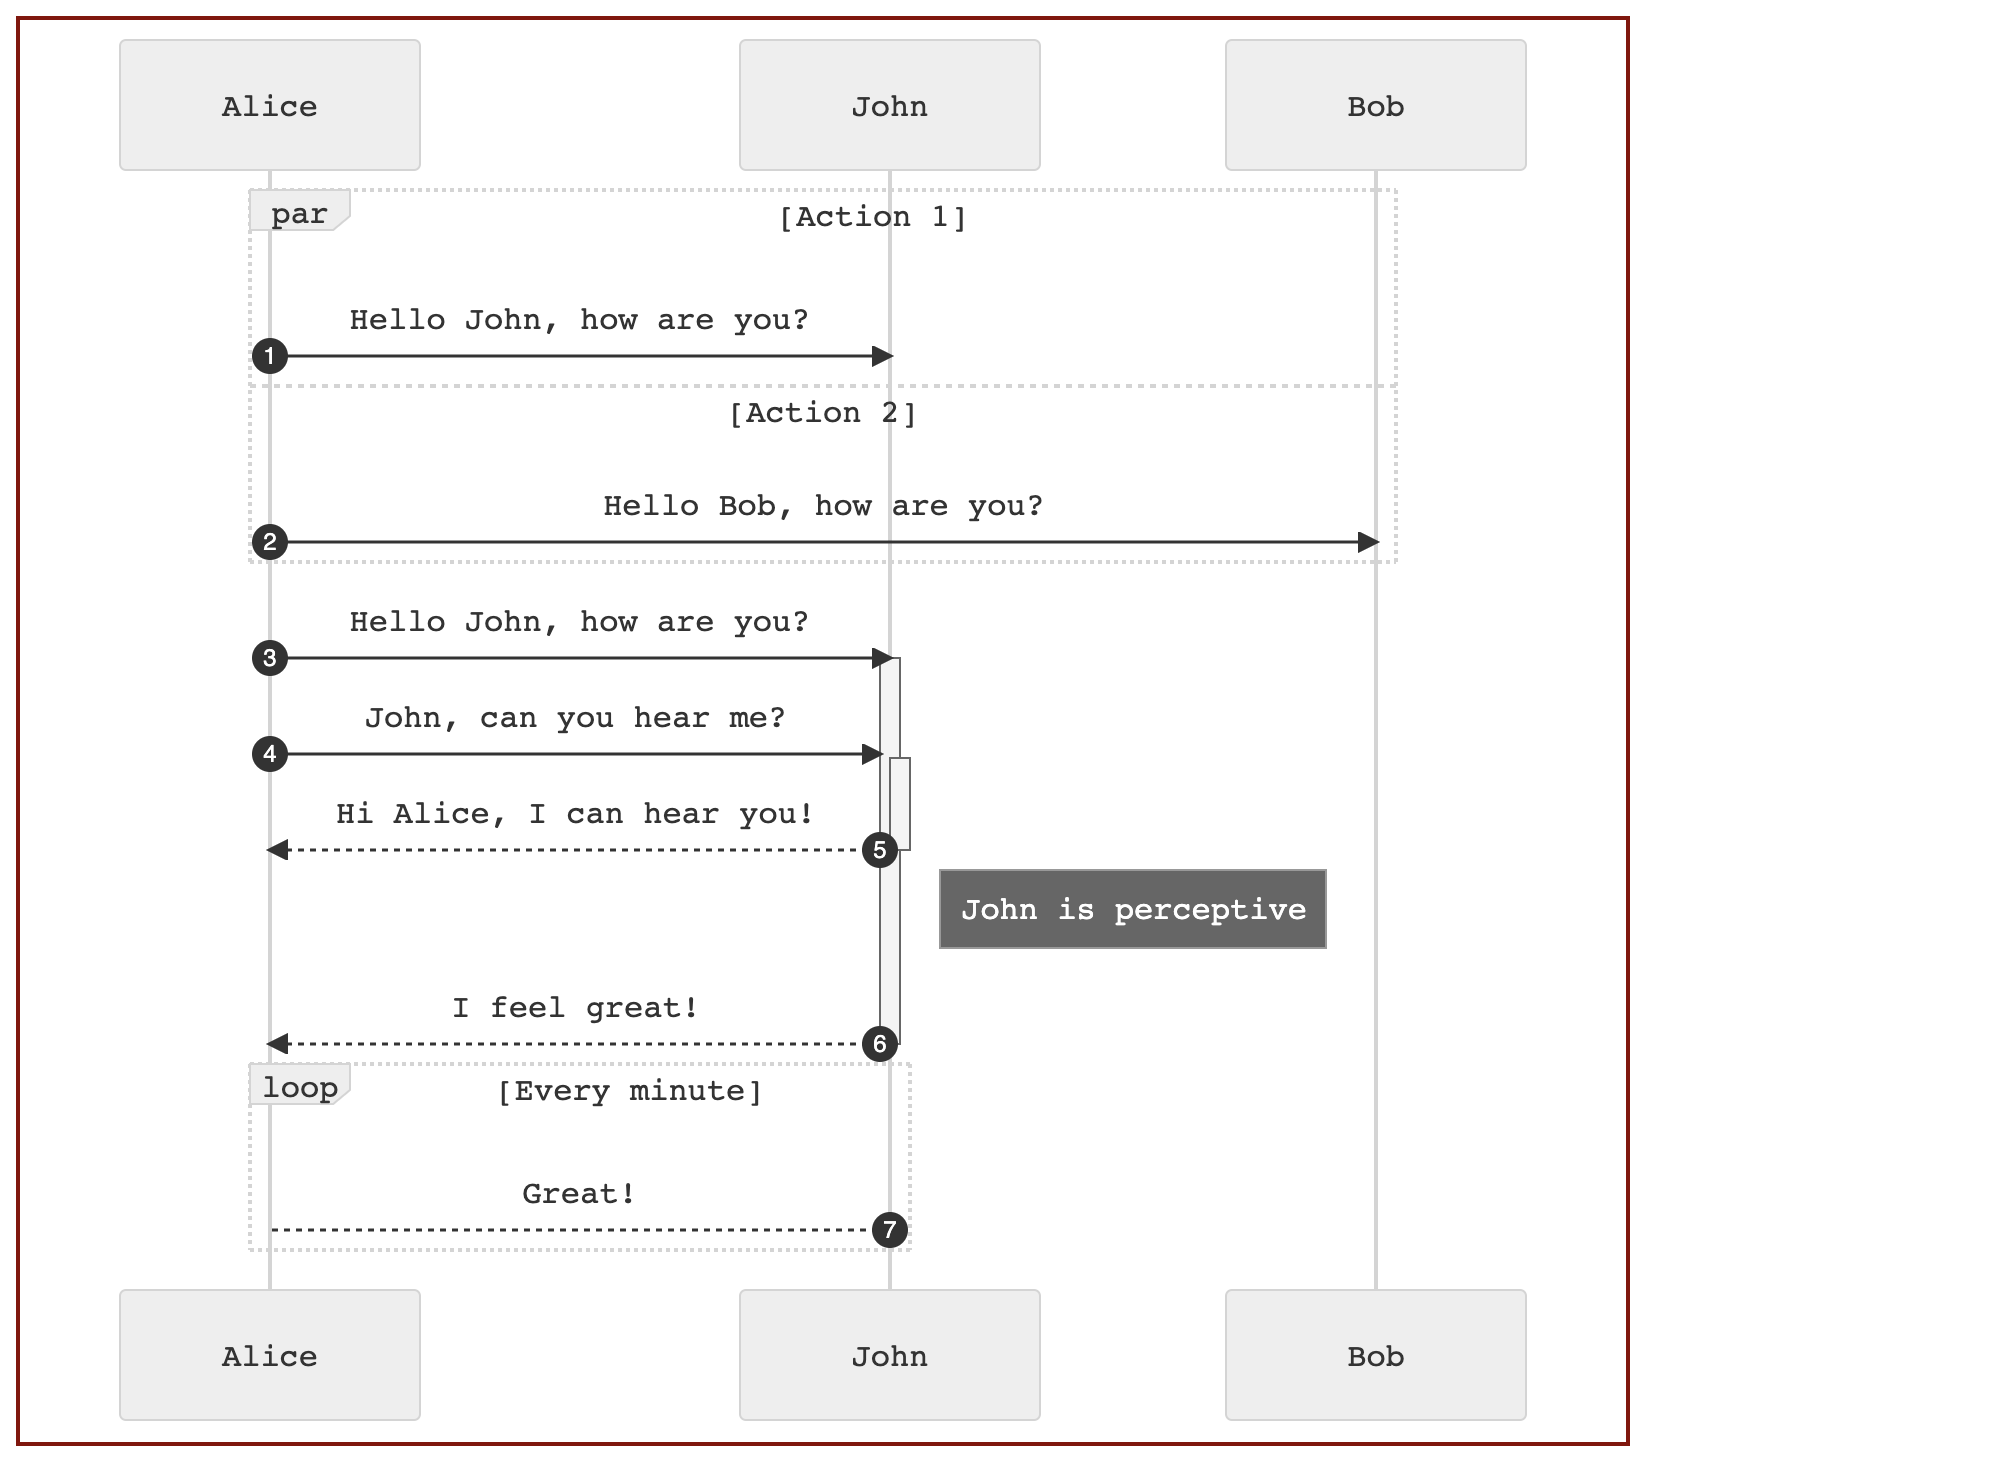 Alice
John
Bob
par
[Action 1]
Hello John, how are you?
1
[Action 2]
Hello Bob, how are you?
2
Hello John, how are you?
3
John, can you hear me?
4
Hi Alice, I can hear you!
5
John is perceptive
I feel great!
6
loop
[Every minute]
Great!
7
Alice
John
Bob